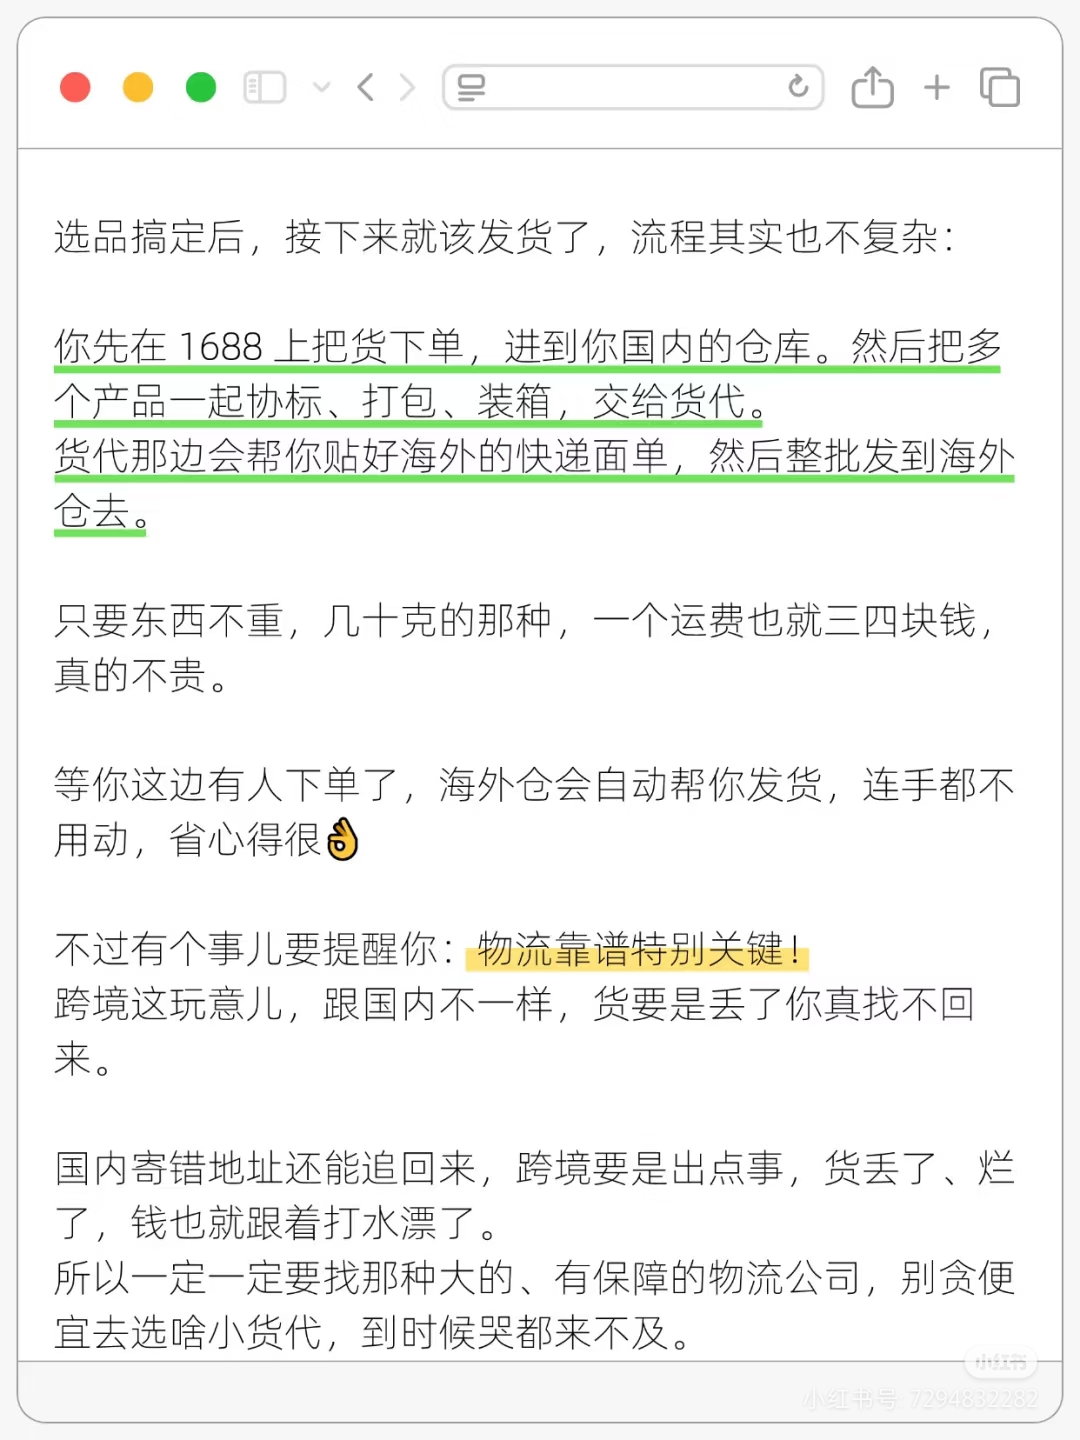 选品搞定后，接下来就该发货了，流程其实也不复杂：
你先在 1688 上把货下单，进到你国内的仓库。然后把多
个产品一起协标、打包、装箱，交给货代。
货代那边会帮你贴好海外的快递面单，然后整批发到海外
仓去。
只要东西不重，几十克的那种，一个运费也就三四块钱，
真的不贵。
等你这边有人下单了，海外仓会自动帮你发货，连手都不
用动，省心得很👌
不过有个事儿要提醒你：物流靠谱特别关键！
跨境这玩意儿，跟国内不一样，货要是丢了你真找不回
来。
国内寄错地址还能追回来，跨境要是出点事，货丢了、烂
了，钱也就跟着打水漂了。
所以一定一定要找那种大的、有保障的物流公司，别贪便
宜去选啥小货代，到时候哭都来不及。
小红书
小红书号: 7294832282